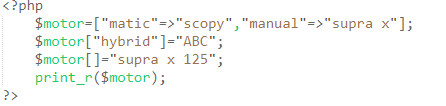 <?php
$motor=["matic"=>"scopy","manual"=>"supra x"];
$motor["hybrid"]="ABC";
$motor[]="supra x 125";
print_r($motor);
?>